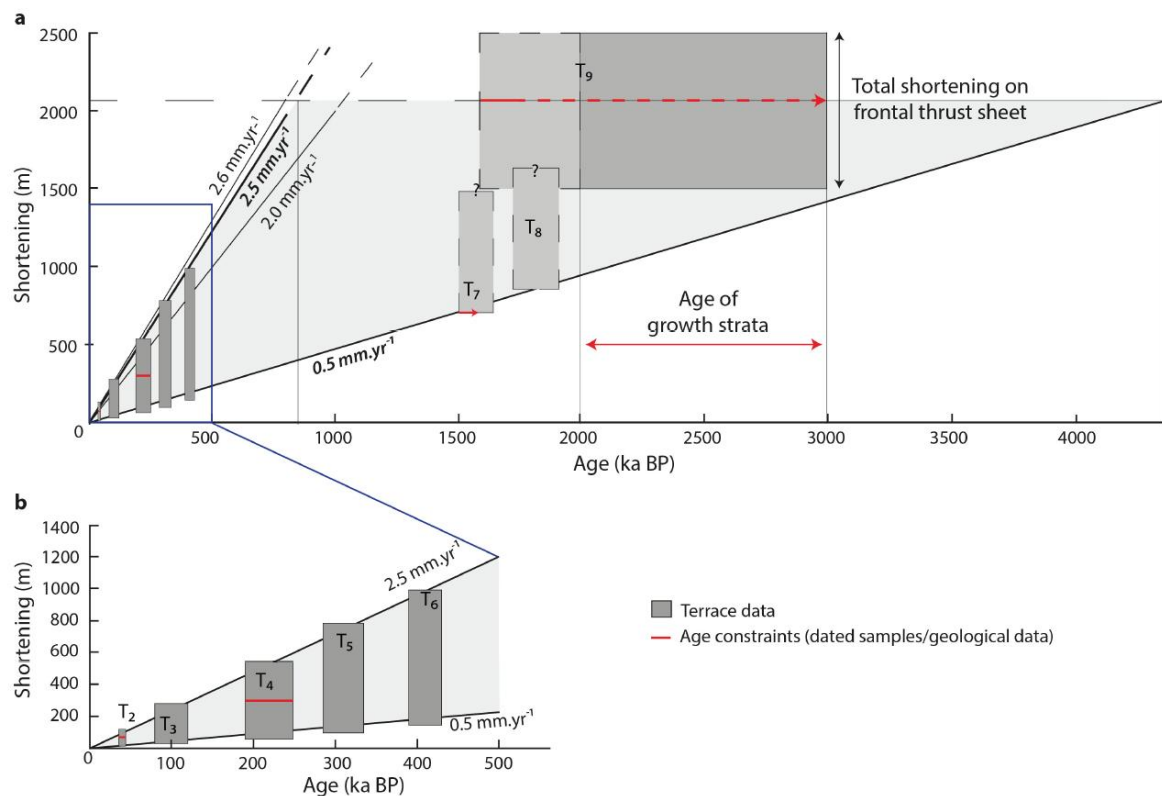 a
2500
2000
1500
1000
500
0
Shortening (m)
2.6 mm.yr⁻¹
2.5 mm.yr⁻¹
2.0 mm.yr⁻¹
0.5 mm.yr⁻¹
T₉
?
?
T₈
T₇
Total shortening on
frontal thrust sheet
Age of
growth strata
500
1000
1500
2000
2500
3000
3500
4000
Age (ka BP)
b
1400
1200
1000
800
600
400
200
0
Shortening (m)
2.5 mm.yr⁻¹
T₆
T₅
T₄
T₂
T₃
0.5 mm.yr⁻¹
100
200
300
400
500
Age (ka BP)
Terrace data
Age constraints (dated samples/geological data)